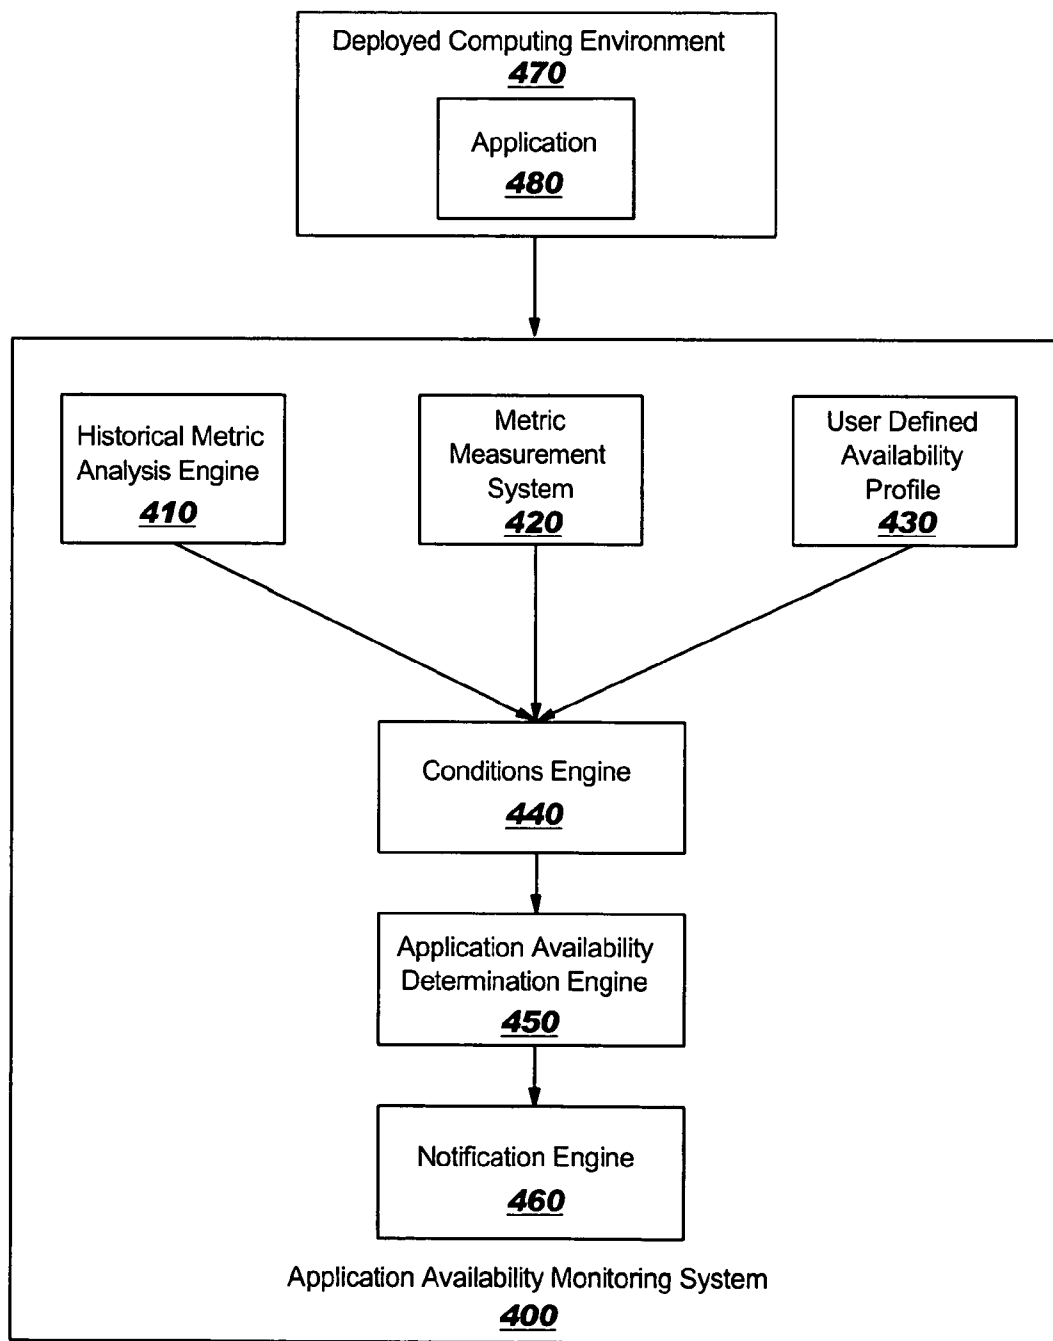 Deployed Computing Environment
470
Application
480
Historical Metric
Analysis Engine
410
Metric
Measurement
System
420
User Defined
Availability
Profile
430
Conditions Engine
440
Application Availability
Determination Engine
450
Notification Engine
460
Application Availability Monitoring System
400